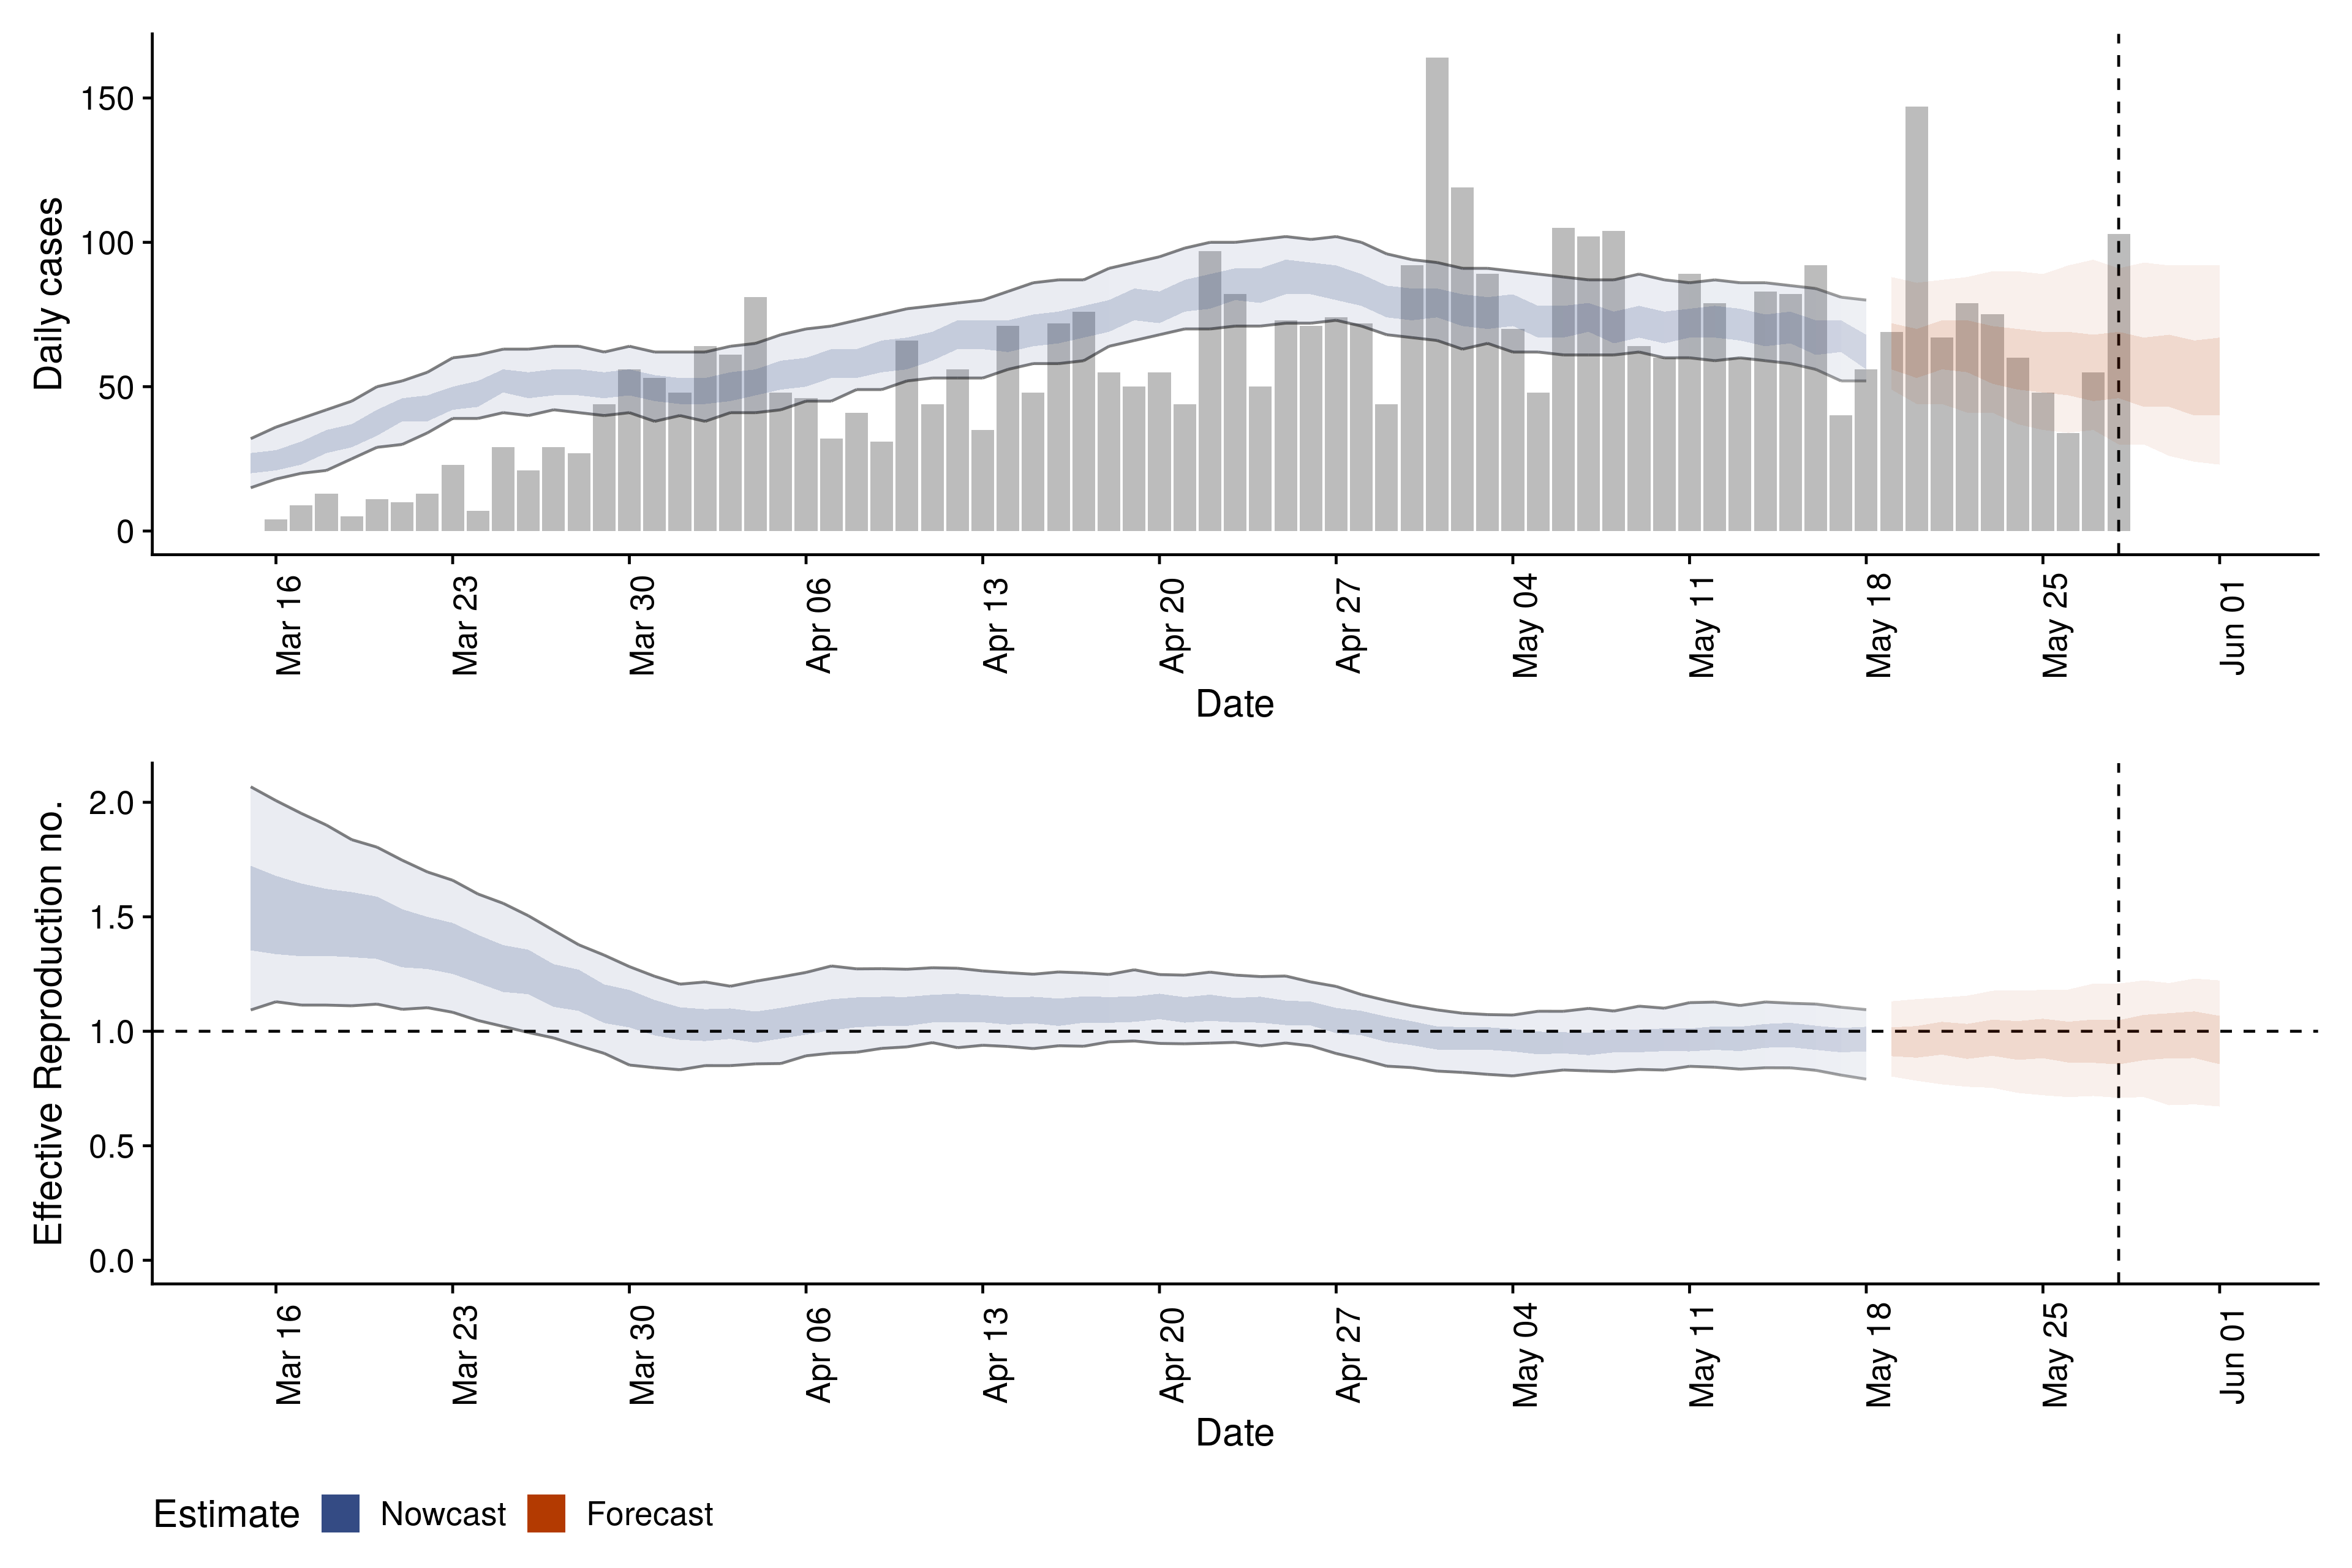 Daily cases
150
100
50
0
Mar 16
Mar 23
Mar 30
Apr 06
Apr 13
Apr 20
Apr 27
May 04
May 11
May 18
May 25
Jun 01
Date
Effective Reproduction no.
2.0
1.5
1.0
0.5
0.0
Mar 16
Mar 23
Mar 30
Apr 06
Apr 13
Apr 20
Apr 27
May 04
May 11
May 18
May 25
Jun 01
Date
Estimate Nowcast Forecast